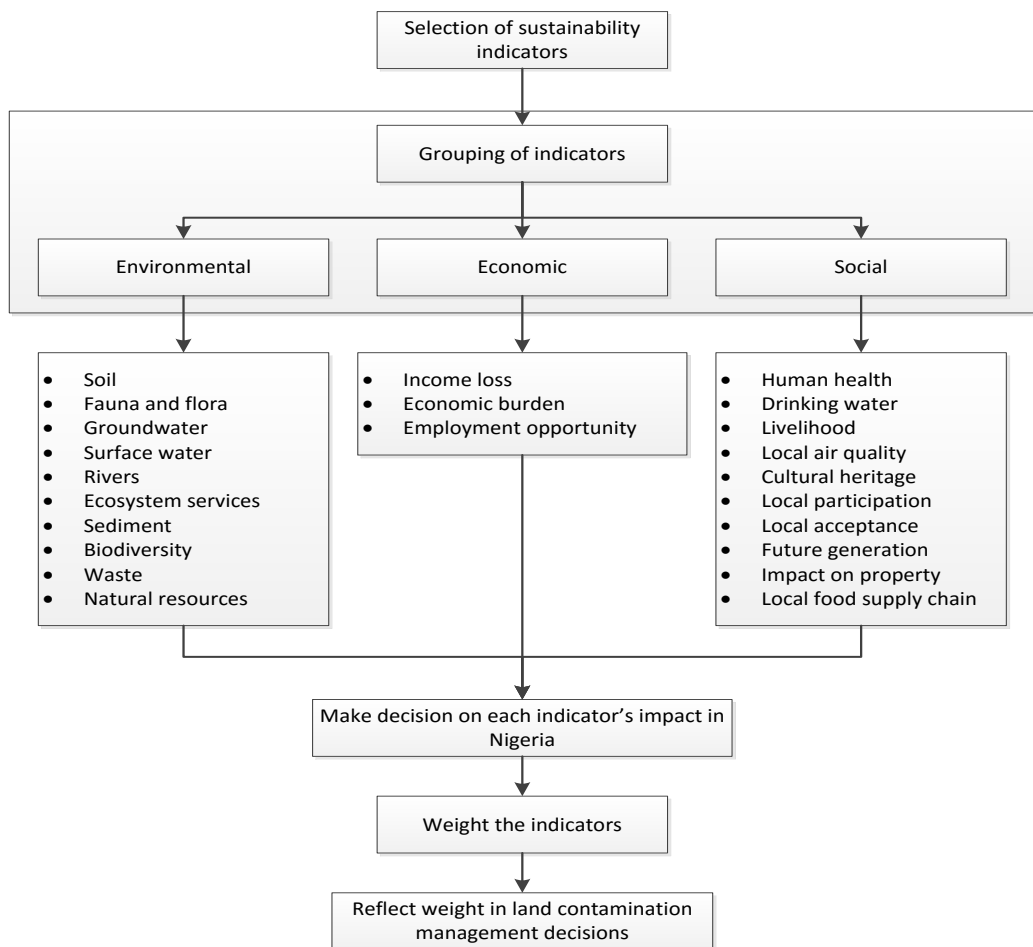 Selection of sustainability
indicators
Grouping of indicators
Environmental
Economic
Social
• Soil
• Fauna and flora
• Groundwater
• Surface water
• Rivers
• Ecosystem services
• Sediment
• Biodiversity
• Waste
• Natural resources
• Income loss
• Economic burden
• Employment opportunity
• Human health
• Drinking water
• Livelihood
• Local air quality
• Cultural heritage
• Local participation
• Local acceptance
• Future generation
• Impact on property
• Local food supply chain
Make decision on each indicator’s impact in
Nigeria
Weight the indicators
Reflect weight in land contamination
management decisions